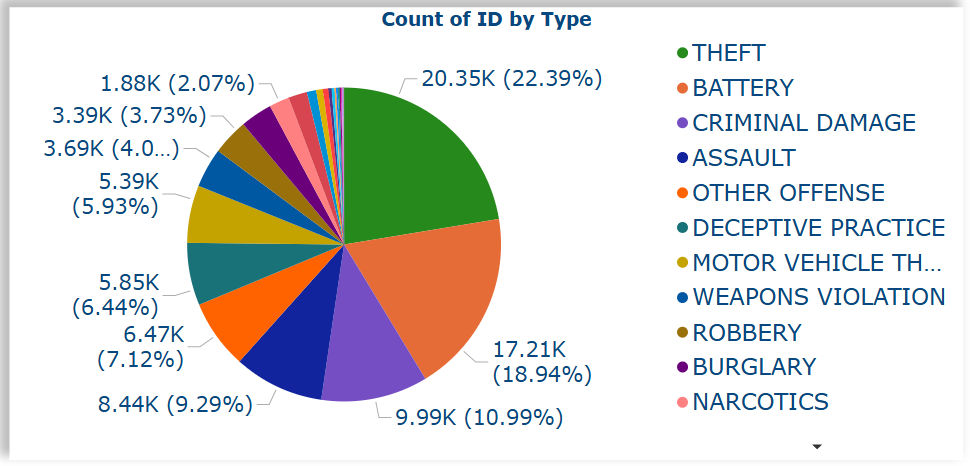 Count of ID by Type
20.35K (22.39%)
17.21K
(18.94%)
9.99K (10.99%)
8.44K (9.29%)
6.47K
(7.12%)
5.85K
(6.44%)
5.39K
(5.93%)
3.69K (4.0...)
3.39K (3.73%)
1.88K (2.07%)
THEFT
BATTERY
CRIMINAL DAMAGE
ASSAULT
OTHER OFFENSE
DECEPTIVE PRACTICE
MOTOR VEHICLE TH...
WEAPONS VIOLATION
ROBBERY
BURGLARY
NARCOTICS